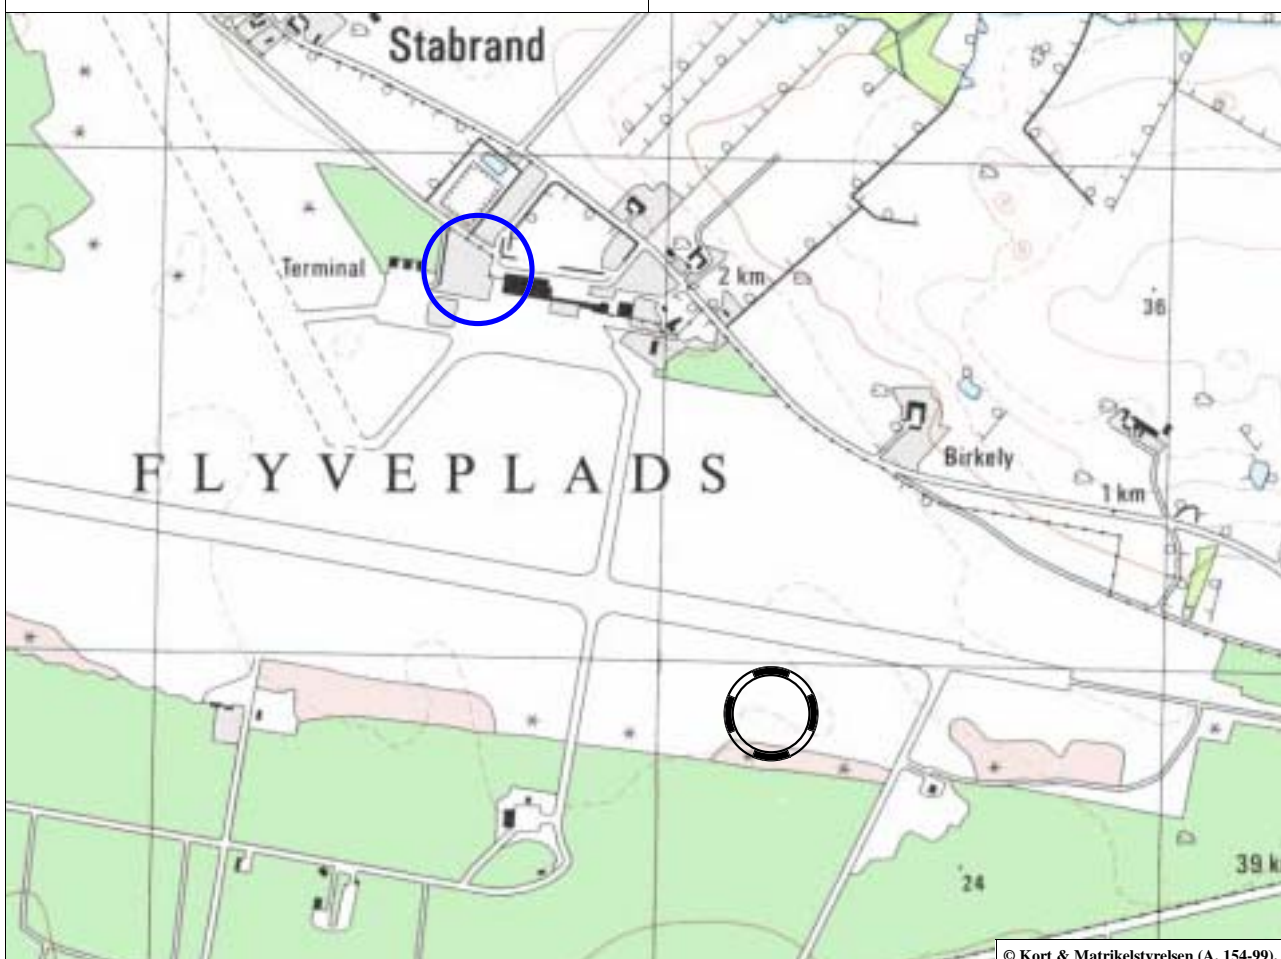 Stabrand
Terminal
2 km
36
FLYVEPLADS
Birkely
1 km
39 k
24
© Kort & Matrikelstyrelsen (A. 154-99).